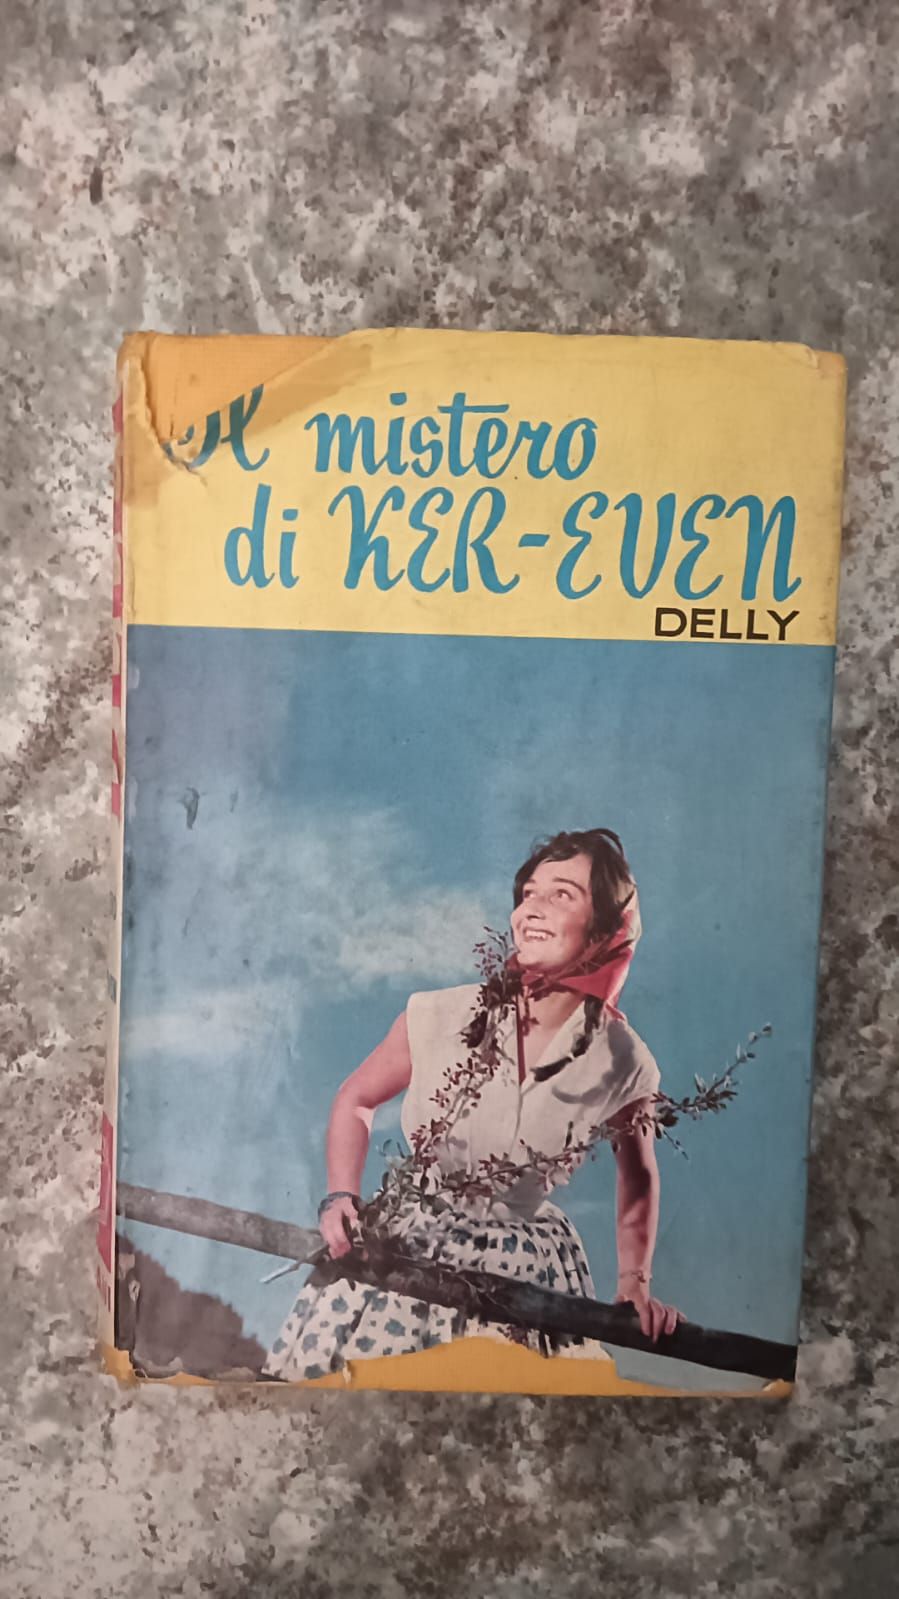 Il mistero
di KER-EVEN
DELLY